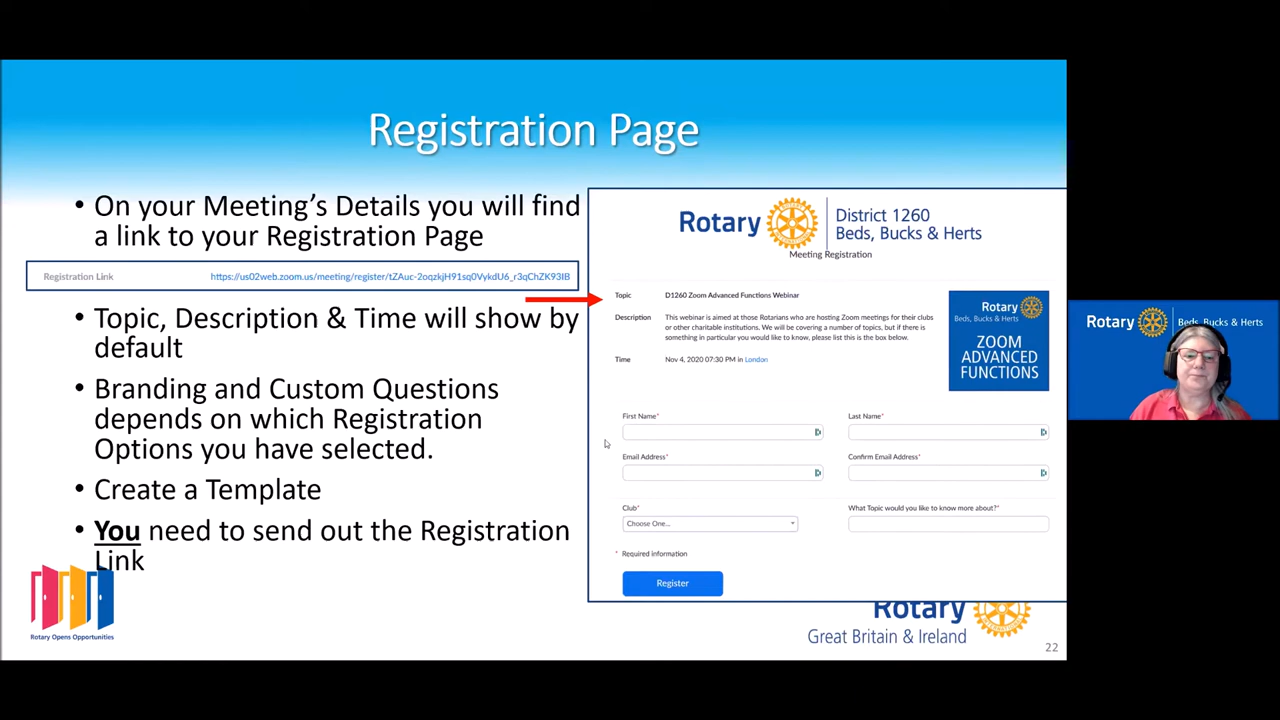 Registration Page
• On your Meeting's Details you will find
a link to your Registration Page
Registration Link https://us02web.zoom.us/meeting/register/tZAuc-2oqzkjH91sq0VykdU6_r3qChZK93IB
• Topic, Description & Time will show by
default
• Branding and Custom Questions
depends on which Registration
Options you have selected.
• Create a Template
• You need to send out the Registration
Link
Rotary Opens Opportunities
Rotary
District 1260
Beds, Bucks & Herts
Meeting Registration
Topic D1260 Zoom Advanced Functions Webinar
Description This webinar is aimed at those Rotarians who are hosting Zoom meetings for their clubs
or other charitable institutions. We will be covering a number of topics, but if there
is something in particular you would like to know, please list this is the box below.
Time Nov 4, 2020 07:30 PM in London
Rotary
Beds, Bucks & Herts
ZOOM
ADVANCED
FUNCTIONS
First Name* Last Name*
Email Address* Confirm Email Address*
Club* What Topic would you like to know more about?*
Choose One...
* Required information
Register
Rotary
Great Britain & Ireland
22
Rotary
Beds, Bucks & Herts